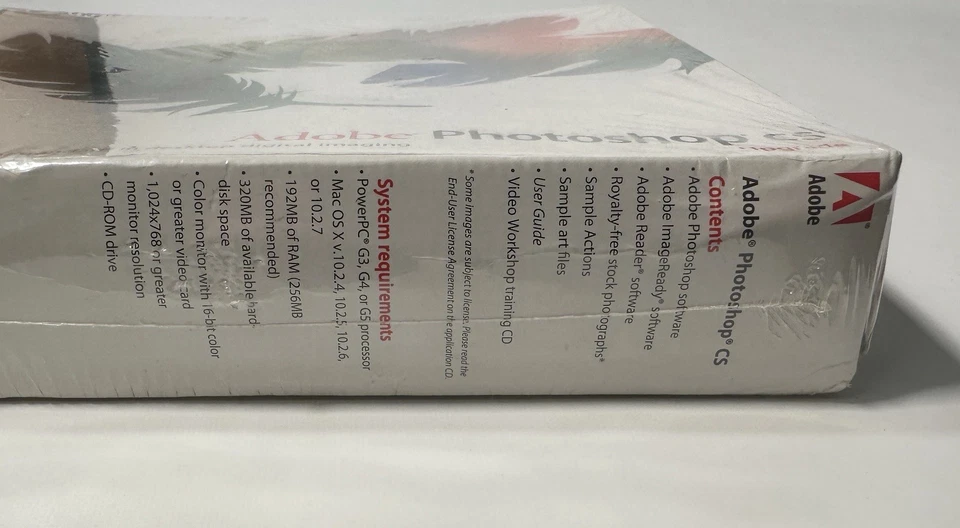 Adobe Photoshop CS
upgrade
digital imaging
Adobe
Adobe® Photoshop® CS
Contents
• Adobe Photoshop software
• Adobe ImageReady® software
• Adobe Reader® software
• Royalty-free stock photographs*
• Sample Actions
• Sample art files
• User Guide
• Video Workshop training CD
* Some images are subject to license. Please read the
End-User License Agreement on the application CD.
System requirements
• PowerPC® G3, G4, or G5 processor
• Mac OS X v.10.2.4, 10.2.5, 10.2.6,
or 10.2.7
• 192MB of RAM (256MB
recommended)
• 320MB of available hard-
disk space
• Color monitor with 16-bit color
or greater video card
• 1,024x768 or greater
monitor resolution
• CD-ROM drive